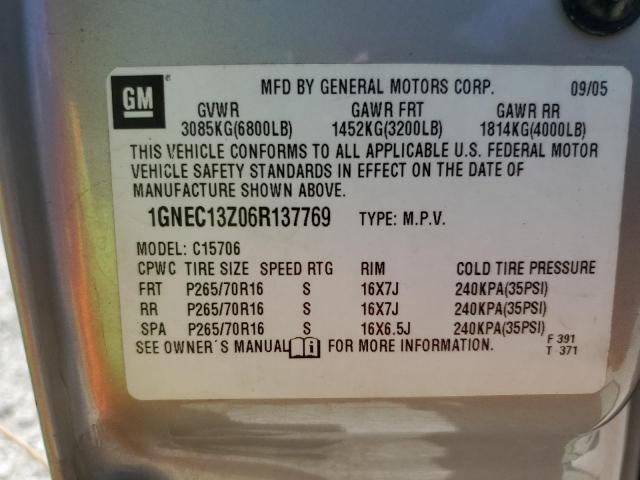 GM
MFD BY GENERAL MOTORS CORP. 09/05
GVWR GAWR FRT GAWR RR
3085KG(6800LB) 1452KG(3200LB) 1814KG(4000LB)
THIS VEHICLE CONFORMS TO ALL APPLICABLE U.S. FEDERAL MOTOR
VEHICLE SAFETY STANDARDS IN EFFECT ON THE DATE OF
MANUFACTURE SHOWN ABOVE.
1GNEC13Z06R137769 TYPE: M.P.V.
MODEL: C15706
CPWC TIRE SIZE SPEED RTG RIM COLD TIRE PRESSURE
FRT P265/70R16 S 16X7J 240KPA(35PSI)
RR P265/70R16 S 16X7J 240KPA(35PSI)
SPA P265/70R16 S 16X6.5J 240KPA(35PSI)
SEE OWNER'S MANUAL i FOR MORE INFORMATION. F 391
T 371